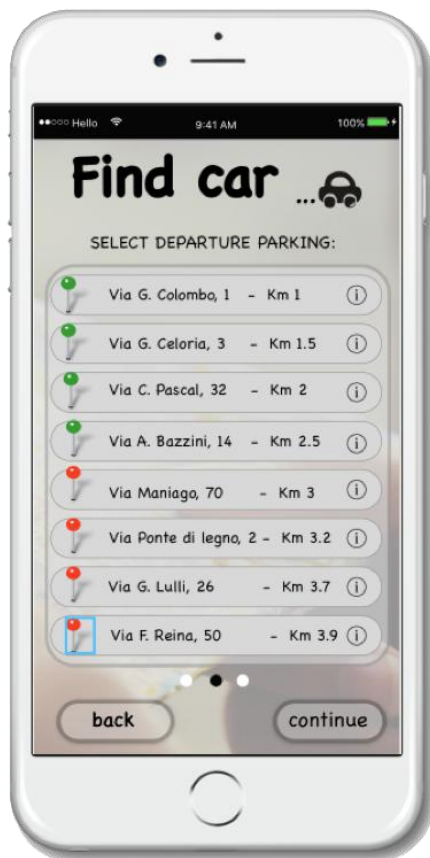 ●●○○○ Hello 9:41 AM 100%
Find car ...
SELECT DEPARTURE PARKING:
Via G. Colombo, 1 - Km 1
Via G. Celoria, 3 - Km 1.5
Via C. Pascal, 32 - Km 2
Via A. Bazzini, 14 - Km 2.5
Via Maniago, 70 - Km 3
Via Ponte di legno, 2 - Km 3.2
Via G. Lulli, 26 - Km 3.7
Via F. Reina, 50 - Km 3.9
back continue